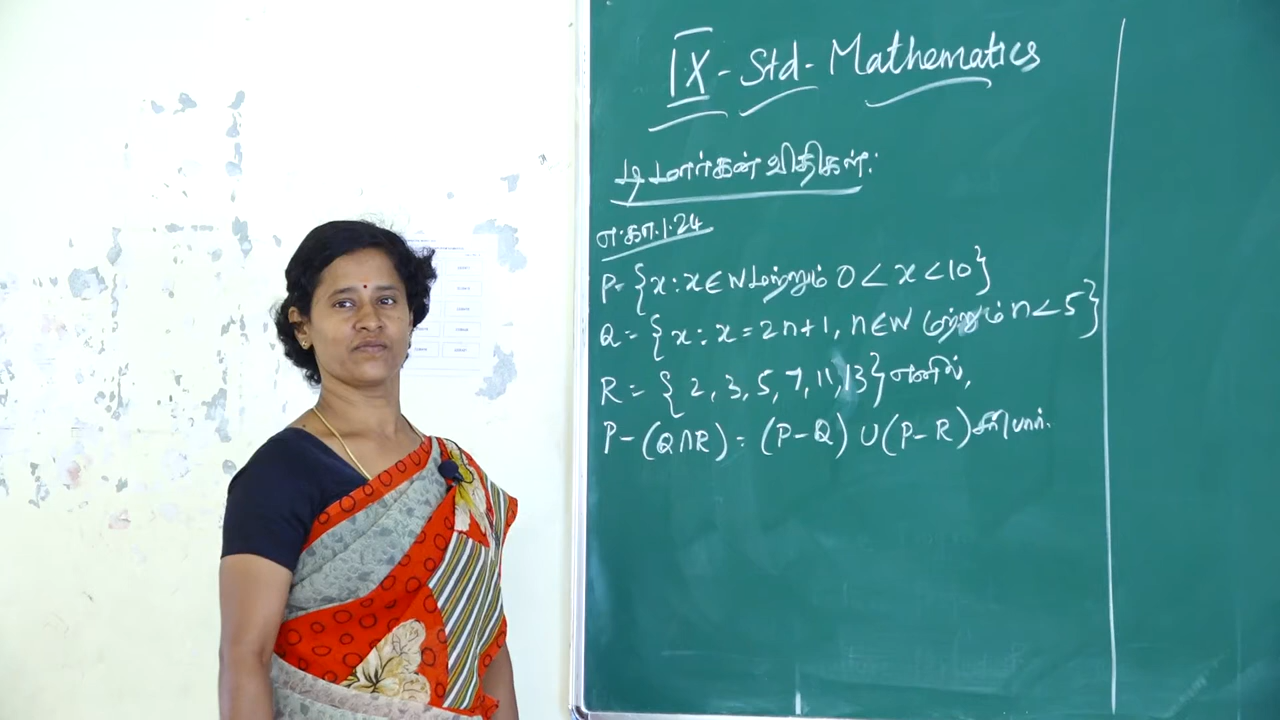 IX - Std - Mathematics
டி மார்கன் விதிகள்:
எ.கா.1.24
P = {x : x ∈ W மற்றும் 0 < x < 10}
Q = {x : x = 2n+1, n ∈ W மற்றும் n < 5}
R = {2, 3, 5, 7, 11, 13} எனில்,
P - (Q∩R) = (P - Q) ∪ (P - R) சரிபார்.